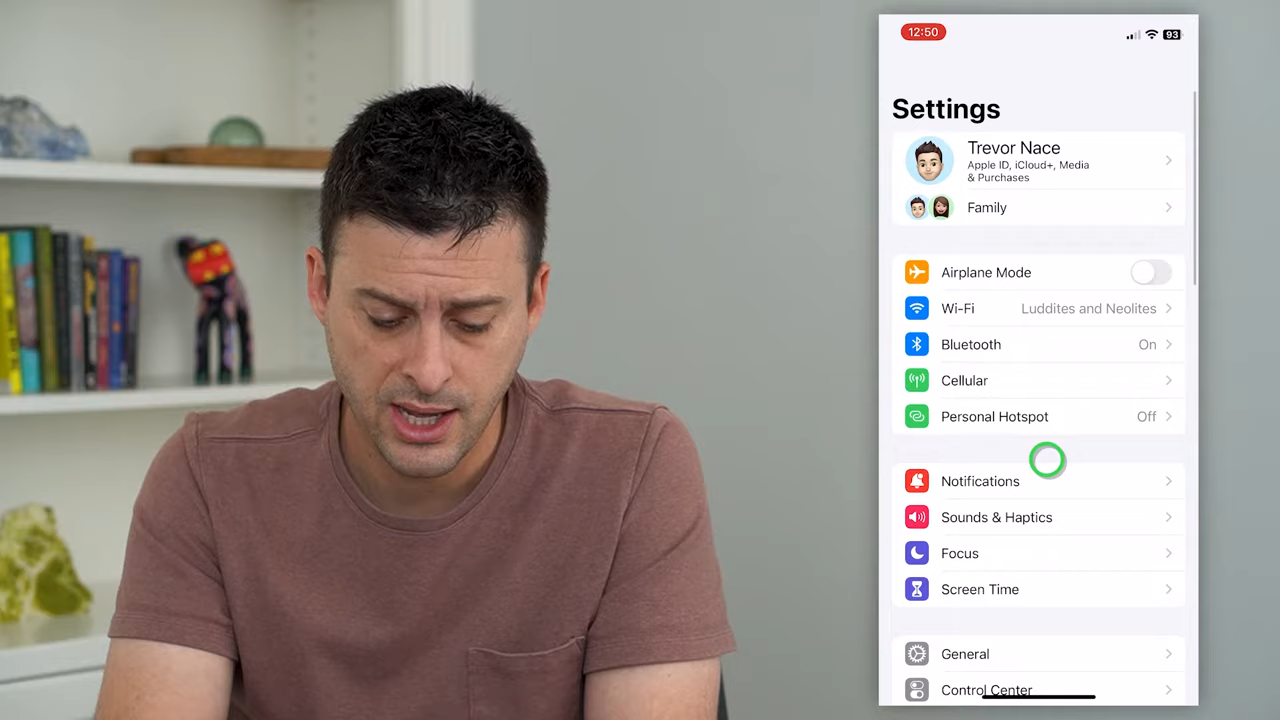 12:50
93
Settings
Trevor Nace
Apple ID, iCloud+, Media
& Purchases
Family
Airplane Mode
Wi-Fi Luddites and Neolites
Bluetooth On
Cellular
Personal Hotspot Off
Notifications
Sounds & Haptics
Focus
Screen Time
General
Control Center